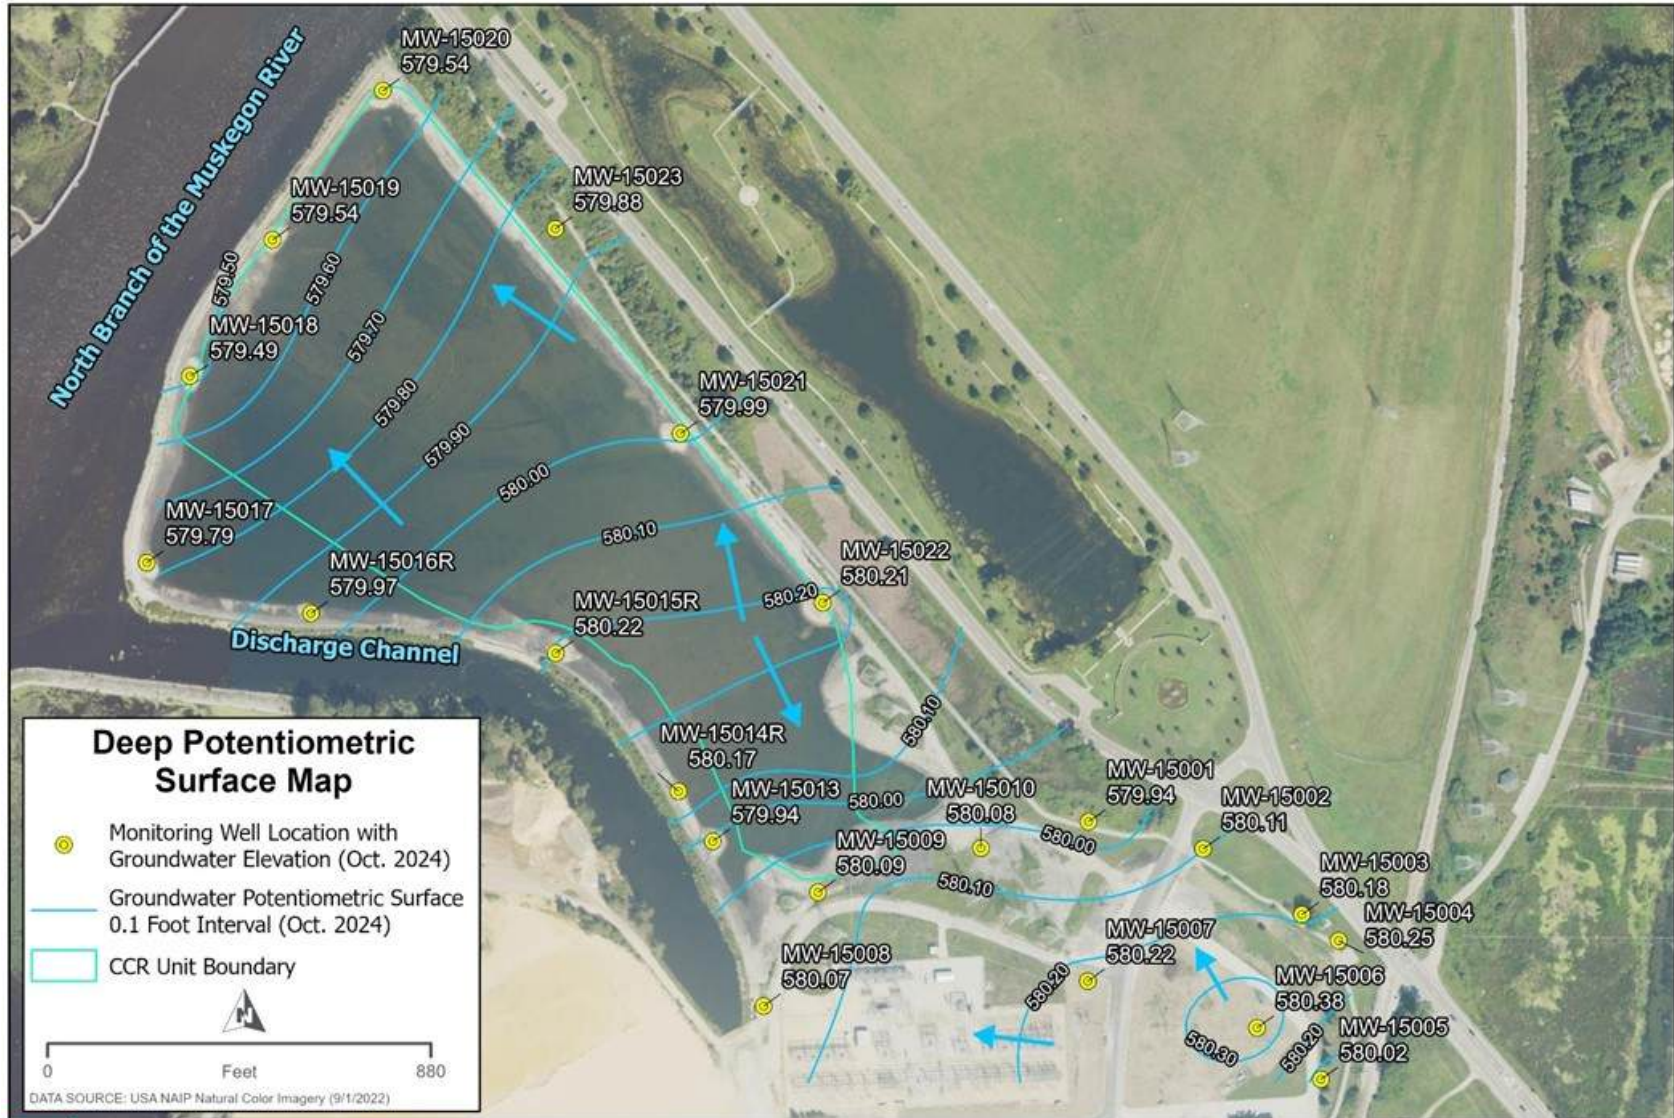 MW-15020
579.54
MW-15019
579.54
MW-15023
579.88
North Branch of the Muskegon River
579.50
579.60
MW-15018
579.49
579.70
579.80
MW-15021
579.99
579.90
580.00
MW-15017
579.79
580.10
MW-15016R
579.97
MW-15022
580.21
580.20
MW-15015R
580.22
Discharge Channel
580.10
MW-15014R
580.17
MW-15013
579.94
580.00
MW-15010
580.08
MW-15001
579.94
MW-15002
580.11
580.00
MW-15009
580.09
580.10
MW-15003
580.18
MW-15004
580.25
MW-15007
580.22
MW-15008
580.07
580.20
MW-15006
580.38
580.30
580.20
MW-15005
580.02
Deep Potentiometric
Surface Map
Monitoring Well Location with
Groundwater Elevation (Oct. 2024)
Groundwater Potentiometric Surface
0.1 Foot Interval (Oct. 2024)
CCR Unit Boundary
N
0 Feet 880
DATA SOURCE: USA NAIP Natural Color Imagery (9/1/2022)